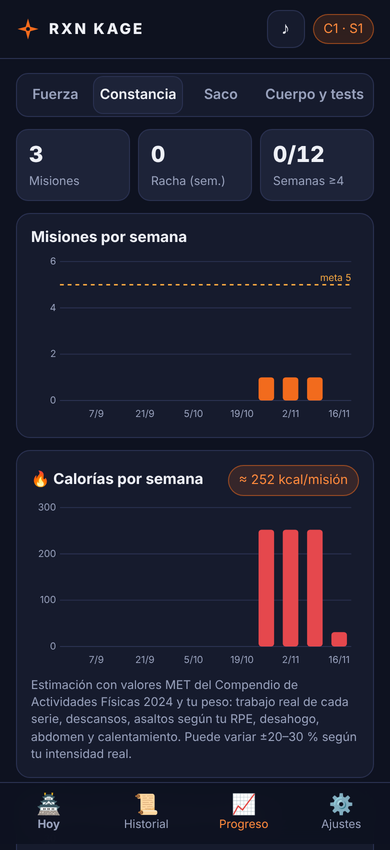 RXN KAGE
♪
C1 · S1
Fuerza
Constancia
Saco
Cuerpo y tests
3
Misiones
0
Racha (sem.)
0/12
Semanas ≥4
Misiones por semana
6
meta 5
4
2
0
7/9
21/9
5/10
19/10
2/11
16/11
🔥 Calorías por semana
≈ 252 kcal/misión
300
200
100
0
7/9
21/9
5/10
19/10
2/11
16/11
Estimación con valores MET del Compendio de
Actividades Físicas 2024 y tu peso: trabajo real de cada
serie, descansos, asaltos según tu RPE, desahogo,
abdomen y calentamiento. Puede variar ±20–30 % según
tu intensidad real.
Hoy
Historial
Progreso
Ajustes